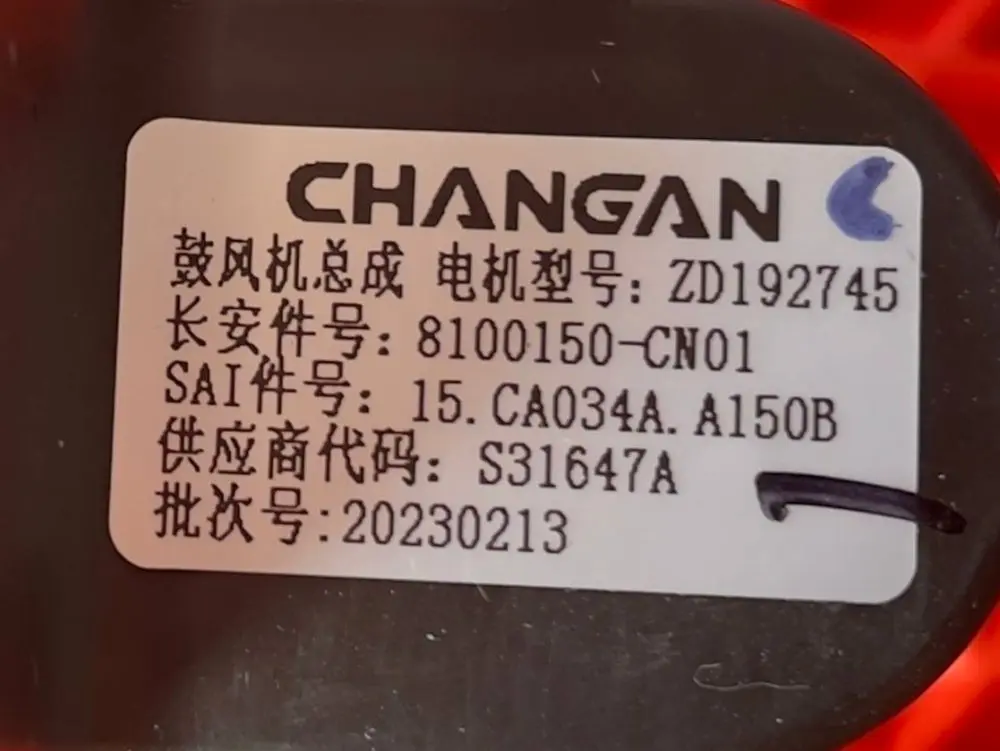 CHANGAN
鼓风机总成 电机型号: ZD192745
长安件号: 8100150-CN01
SAI件号: 15.CA034A.A150B
供应商代码: S31647A
批次号:20230213